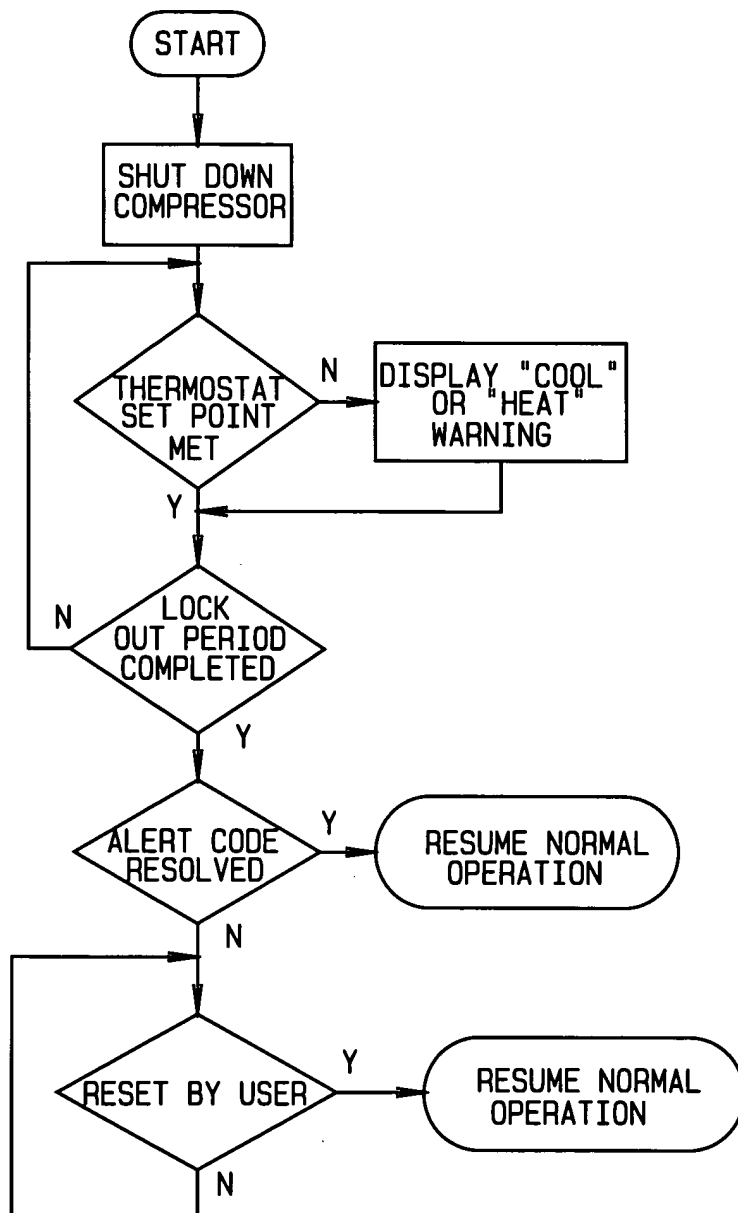 START
SHUT DOWN
COMPRESSOR
THERMOSTAT
SET POINT
MET
N
DISPLAY "COOL"
OR "HEAT"
WARNING
Y
LOCK
OUT PERIOD
COMPLETED
N
Y
ALERT CODE
RESOLVED
Y
RESUME NORMAL
OPERATION
N
RESET BY USER
Y
RESUME NORMAL
OPERATION
N